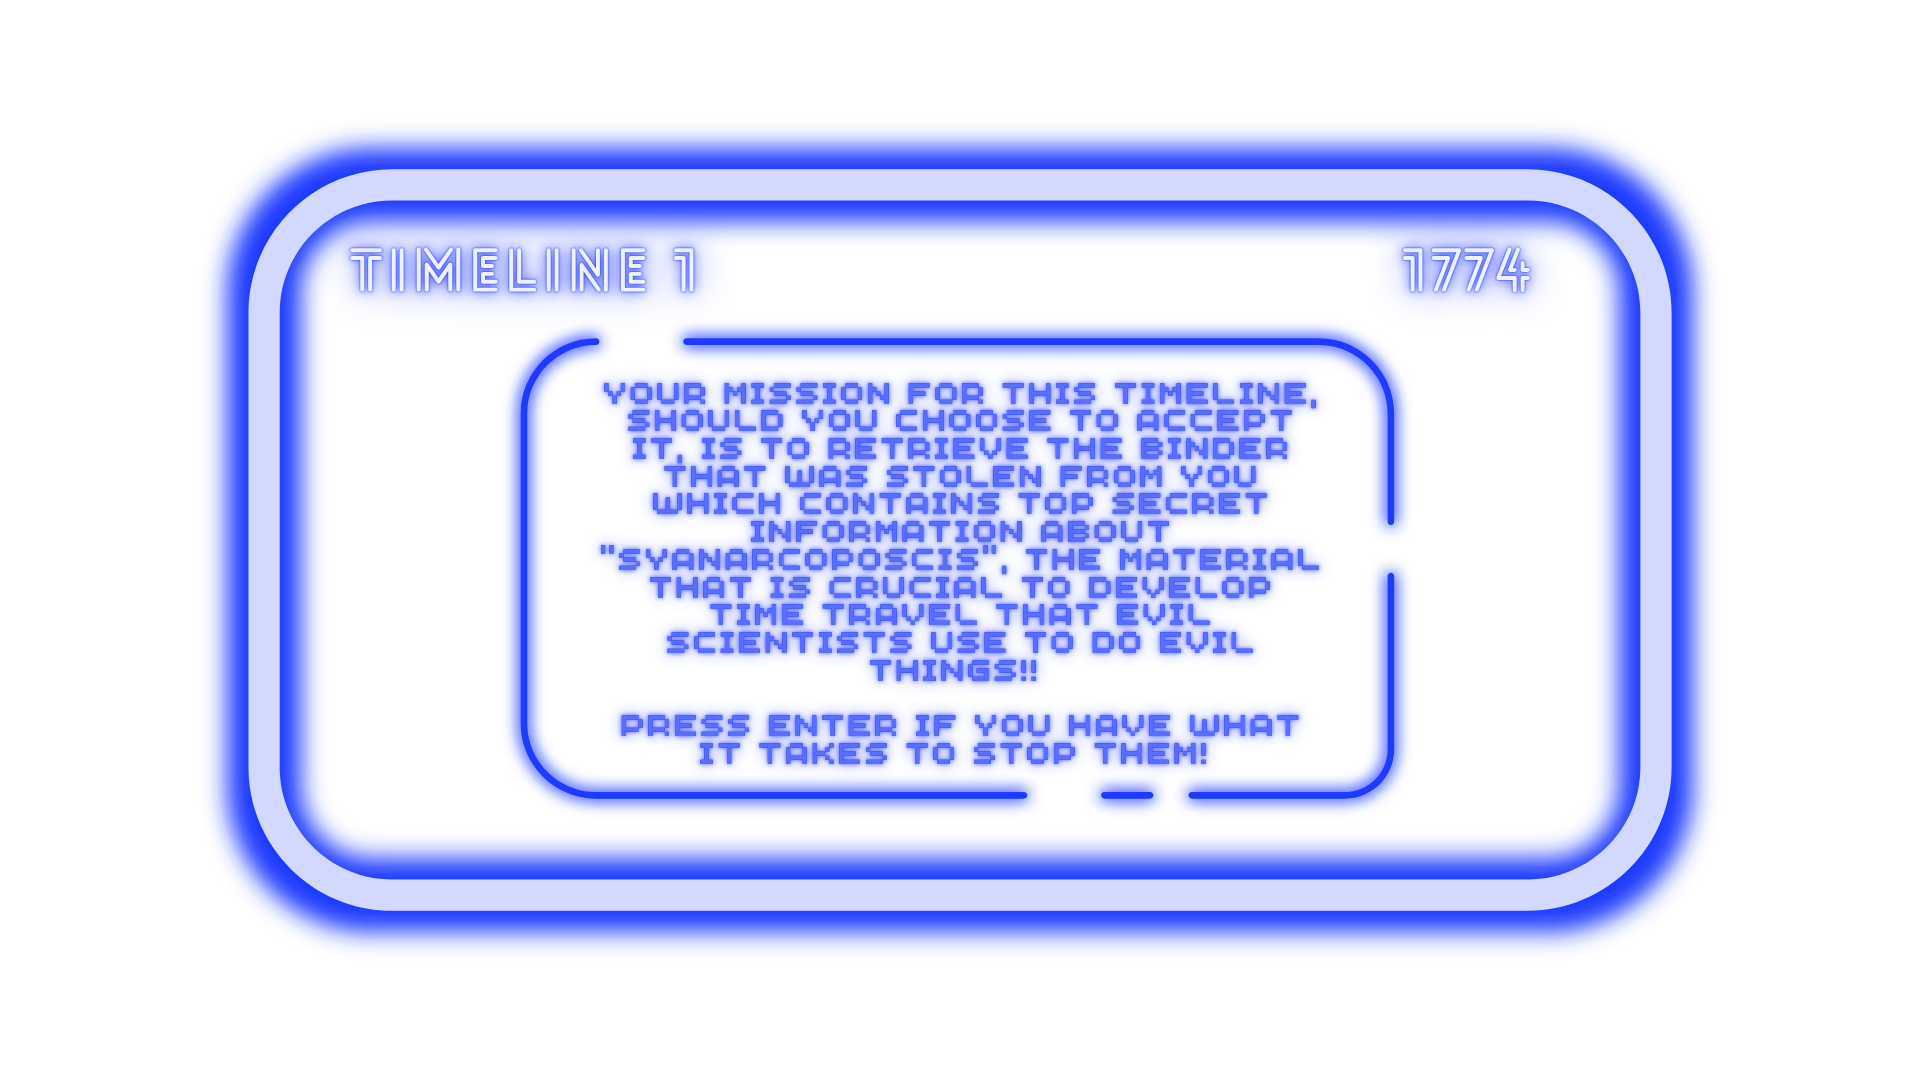 TIMELINE 1
1774
YOUR MISSION FOR THIS TIMELINE,
SHOULD YOU CHOOSE TO ACCEPT
IT, IS TO RETRIEVE THE BINDER
THAT WAS STOLEN FROM YOU
WHICH CONTAINS TOP SECRET
INFORMATION ABOUT
"SYANARCOPOSCIS", THE MATERIAL
THAT IS CRUCIAL TO DEVELOP
TIME TRAVEL THAT EVIL
SCIENTISTS USE TO DO EVIL
THINGS!!
PRESS ENTER IF YOU HAVE WHAT
IT TAKES TO STOP THEM!